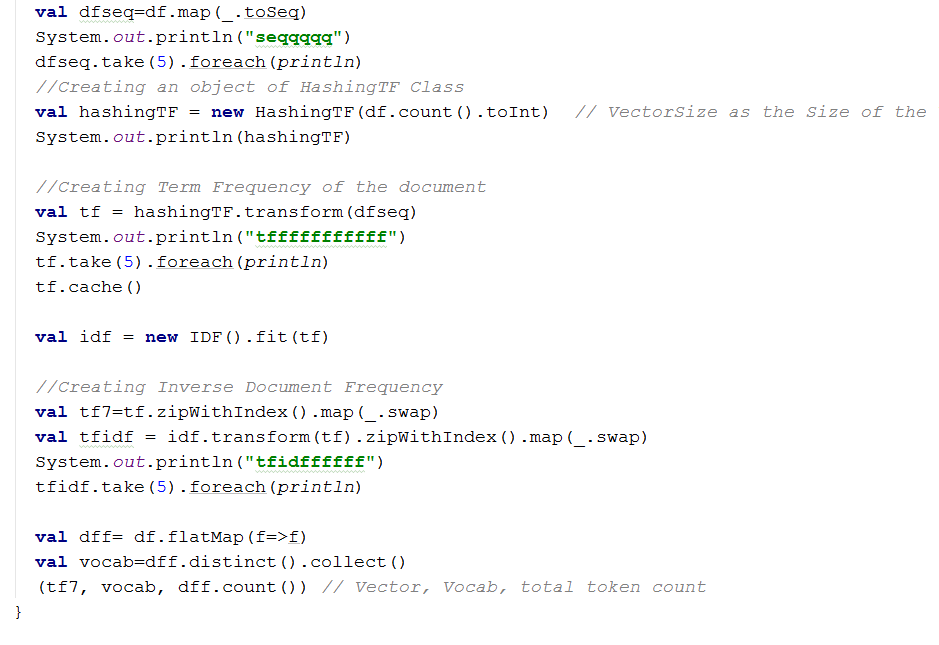 val dfseq=df.map(_.toSeq)
System.out.println("seqqqqq")
dfseq.take(5).foreach(println)
//Creating an object of HashingTF Class
val hashingTF = new HashingTF(df.count().toInt)  // VectorSize as the Size of the
System.out.println(hashingTF)
//Creating Term Frequency of the document
val tf = hashingTF.transform(dfseq)
System.out.println("tfffffffffff")
tf.take(5).foreach(println)
tf.cache()
val idf = new IDF().fit(tf)
//Creating Inverse Document Frequency
val tf7=tf.zipWithIndex().map(_.swap)
val tfidf = idf.transform(tf).zipWithIndex().map(_.swap)
System.out.println("tfidffffff")
tfidf.take(5).foreach(println)
val dff= df.flatMap(f=>f)
val vocab=dff.distinct().collect()
(tf7, vocab, dff.count()) // Vector, Vocab, total token count
}